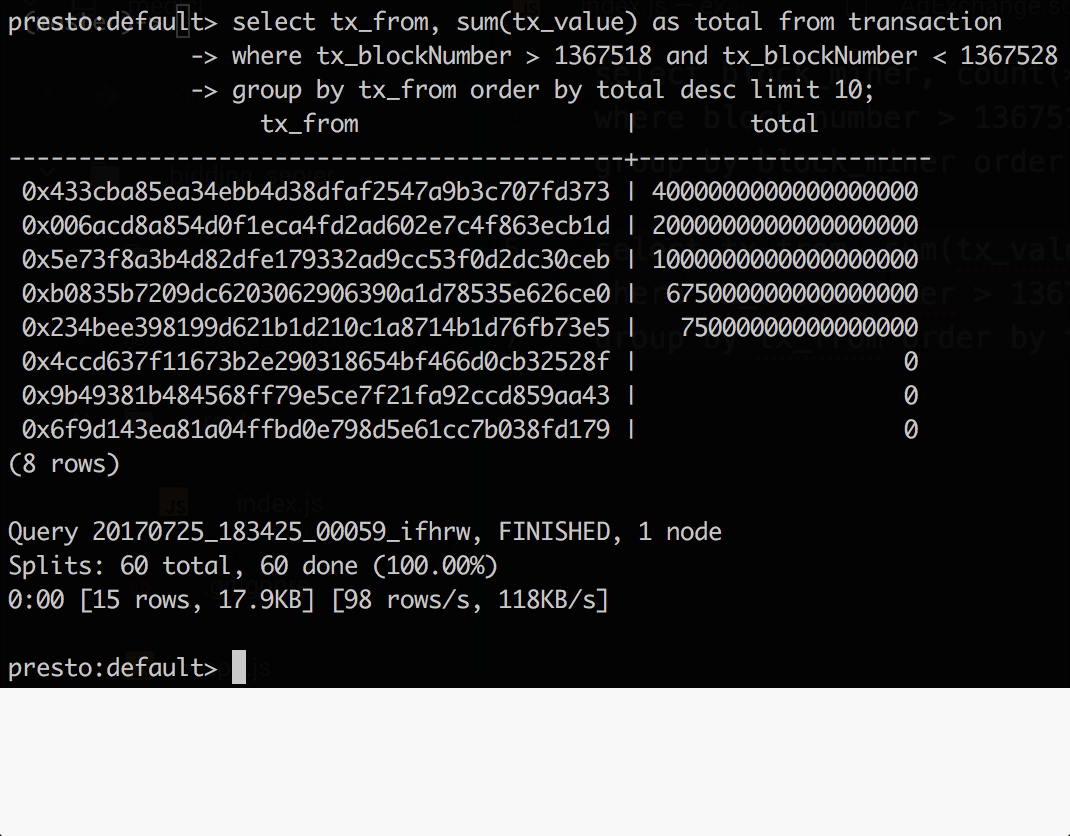 presto:default> select tx_from, sum(tx_value) as total from transaction
-> where tx_blockNumber > 1367518 and tx_blockNumber < 1367528
-> group by tx_from order by total desc limit 10;
tx_from | total
--------------------------------------------+---------------------
0x433cba85ea34ebb4d38dfaf2547a9b3c707fd373 | 4000000000000000000
0x006acd8a854d0f1eca4fd2ad602e7c4f863ecb1d | 2000000000000000000
0x5e73f8a3b4d82dfe179332ad9cc53f0d2dc30ceb | 1000000000000000000
0xb0835b7209dc6203062906390a1d78535e626ce0 | 675000000000000000
0x234bee398199d621b1d210c1a8714b1d76fb73e5 | 75000000000000000
0x4ccd637f11673b2e290318654bf466d0cb32528f | 0
0x9b49381b484568ff79e5ce7f21fa92ccd859aa43 | 0
0x6f9d143ea81a04ffbd0e798d5e61cc7b038fd179 | 0
(8 rows)
index.js
Query 20170725_183425_00059_ifhrw, FINISHED, 1 node
Splits: 60 total, 60 done (100.00%)
0:00 [15 rows, 17.9KB] [98 rows/s, 118KB/s]
presto:default>